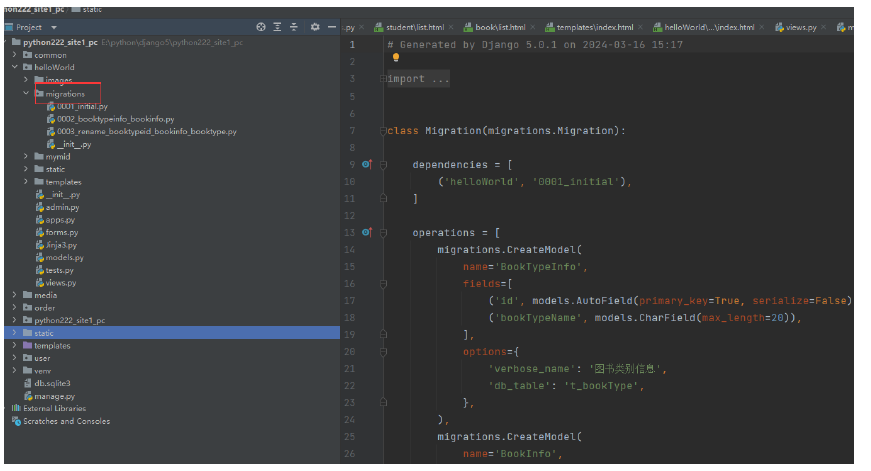 python222_site1_pc static
Project
.py student\list.html book\list.html templates\index.html helloWorld\...\index.html views.py
python222_site1_pc E:\python\django5\python222_site1_pc
common
helloWorld
images
migrations
0001_initial.py
0002_booktypeinfo_bookinfo.py
0003_rename_booktypeid_bookinfo_booktype.py
__init__.py
mymid
static
templates
__init__.py
admin.py
apps.py
forms.py
Jinja3.py
models.py
tests.py
views.py
media
order
python222_site1_pc
static
templates
user
venv
db.sqlite3
manage.py
External Libraries
Scratches and Consoles
1 # Generated by Django 5.0.1 on 2024-03-16 15:17
2
3 import ...
5
6
7 class Migration(migrations.Migration):
8
9 dependencies = [
10 ('helloWorld', '0001_initial'),
11 ]
12
13 operations = [
14 migrations.CreateModel(
15 name='BookTypeInfo',
16 fields=[
17 ('id', models.AutoField(primary_key=True, serialize=False)
18 ('bookTypeName', models.CharField(max_length=20)),
19 ],
20 options={
21 'verbose_name': '图书类别信息',
22 'db_table': 't_bookType',
23 },
24 ),
25 migrations.CreateModel(
26 name='BookInfo',